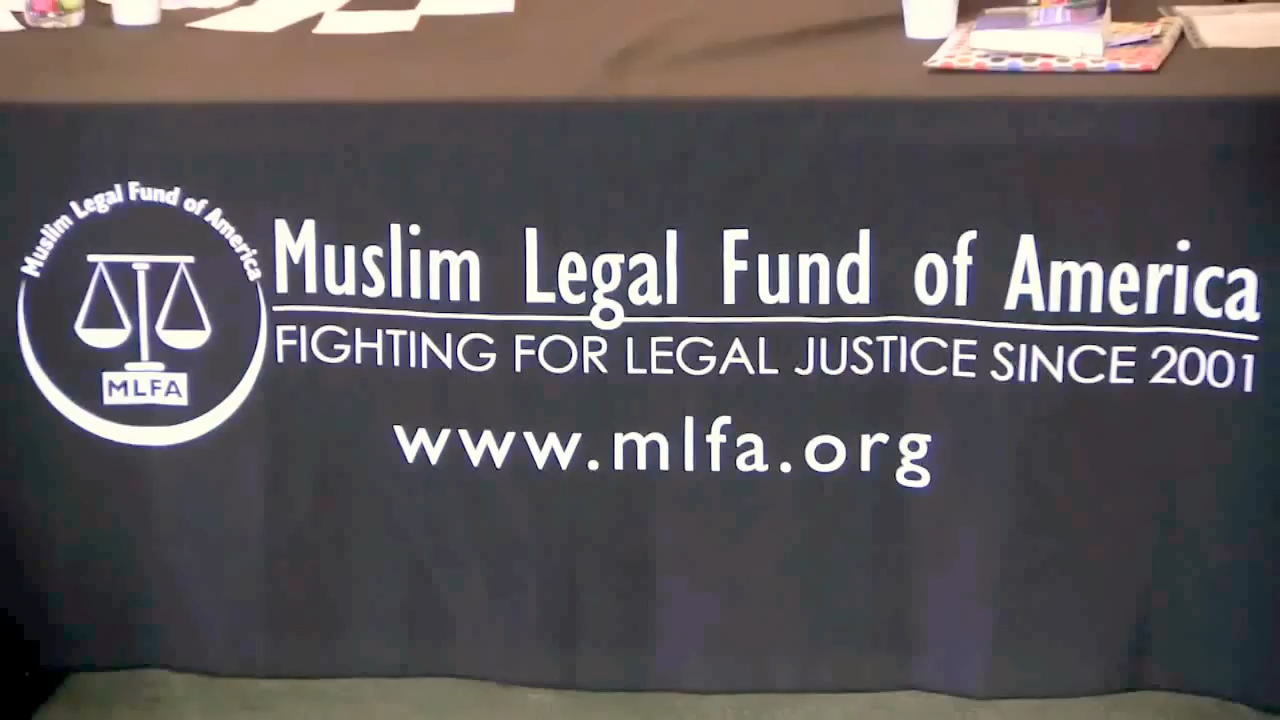 Muslim Legal Fund of America
MLFA
Muslim Legal Fund of America
FIGHTING FOR LEGAL JUSTICE SINCE 2001
www.mlfa.org